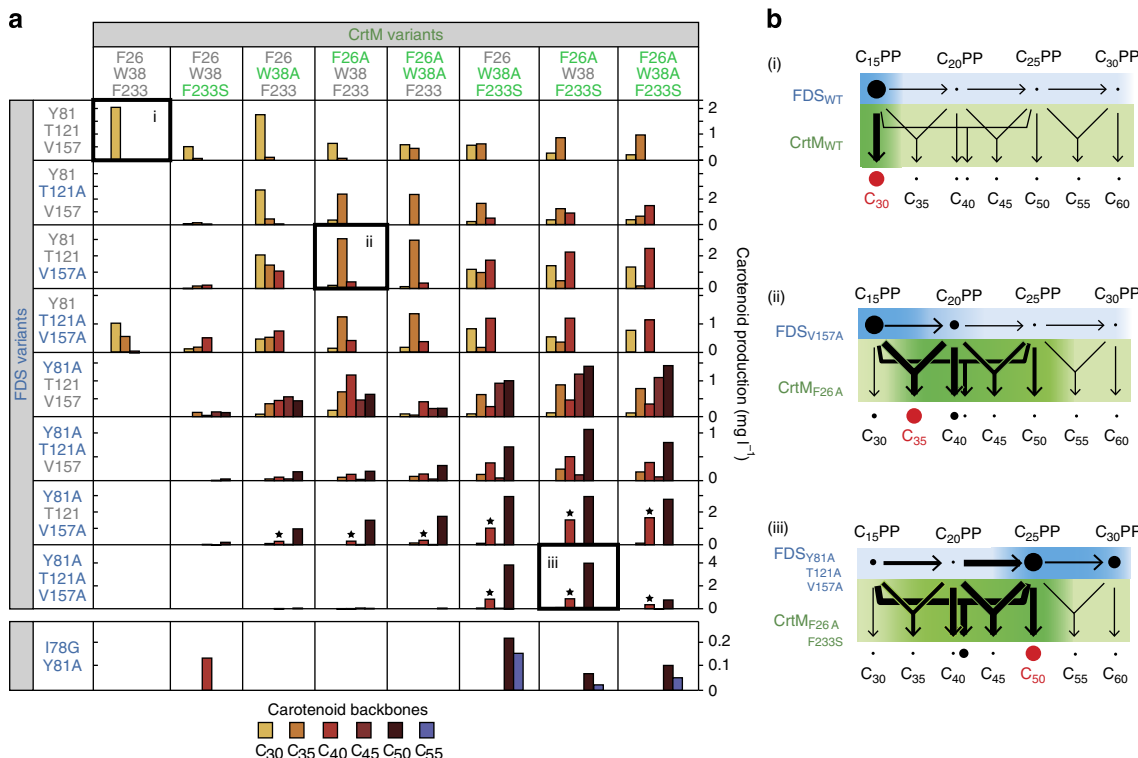 a
CrtM variants
F26 F26 F26 F26A F26A F26 F26A F26A
W38 W38 W38A W38 W38A W38A W38 W38A
F233 F233S F233 F233 F233 F233S F233S F233S
FDS variants
Y81
T121
V157
i
2
1
0
Y81
T121A
V157
2
0
Y81
T121
V157A
ii
2
0
Y81
T121A
V157A
1
0
Y81A
T121
V157
1
0
Y81A
T121A
V157
1
0
Y81A
T121
V157A
★ ★ ★ ★ ★ ★
2
0
Y81A
T121A
V157A
iii
★ ★ ★
4
2
0
I78G
Y81A
0.2
0.1
0
Carotenoid production (mg l⁻¹)
Carotenoid backbones
C30 C35 C40 C45 C50 C55
b
(i)
C15PP C20PP C25PP C30PP
FDSWT
CrtMWT
C30 C35 C40 C45 C50 C55 C60
(ii)
C15PP C20PP C25PP C30PP
FDSV157A
CrtMF26A
C30 C35 C40 C45 C50 C55 C60
(iii)
C15PP C20PP C25PP C30PP
FDSY81A
T121A
V157A
CrtMF26A
F233S
C30 C35 C40 C45 C50 C55 C60